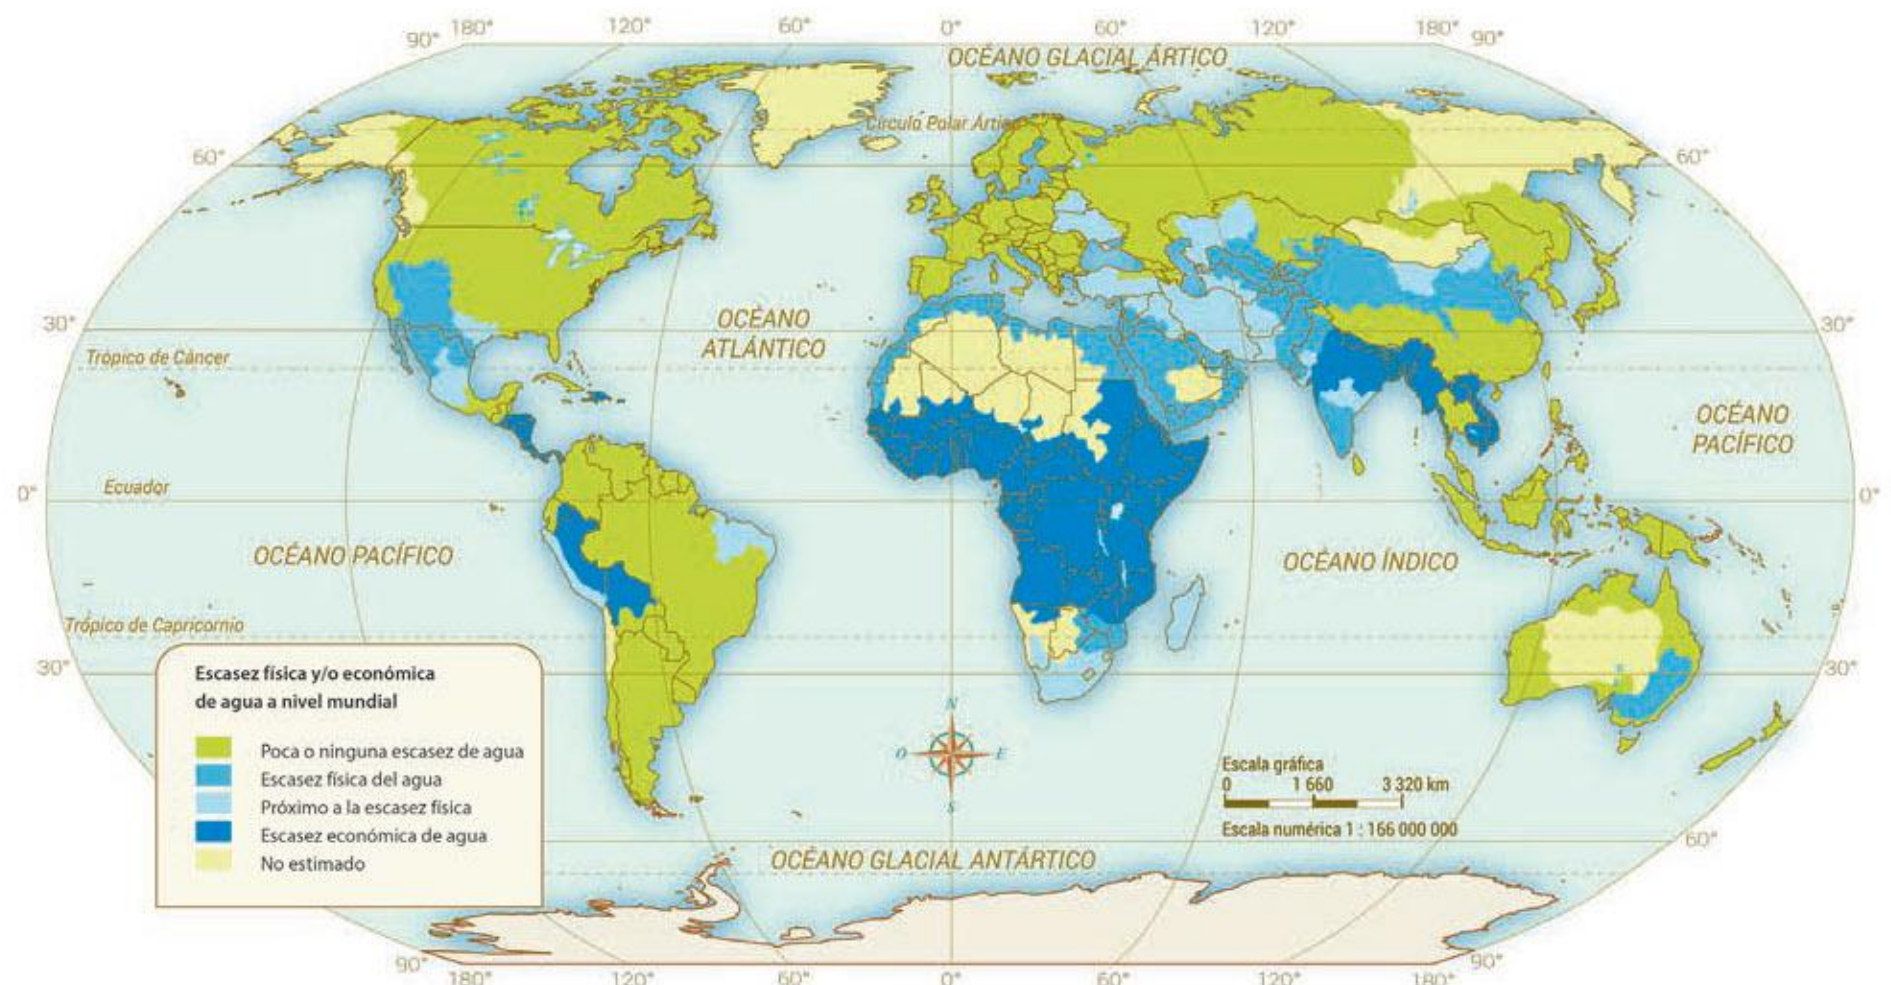 180° 120° 60° 0° 60° 120° 180°
90° 90°
OCÉANO GLACIAL ÁRTICO
Círculo Polar Ártico
60° 60°
OCÉANO
ATLÁNTICO
30° 30°
Trópico de Cáncer
OCÉANO
PACÍFICO
Ecuador
0° 0°
OCÉANO PACÍFICO
OCÉANO ÍNDICO
Trópico de Capricornio
30° 30°
Escasez física y/o económica
de agua a nivel mundial
Poca o ninguna escasez de agua
Escasez física del agua
Próximo a la escasez física
Escasez económica de agua
No estimado
N
O E
S
Escala gráfica
0 1 660 3 320 km
Escala numérica 1 : 166 000 000
60°
OCÉANO GLACIAL ANTÁRTICO
90° 90°
180° 120° 60° 0° 60° 120° 180°